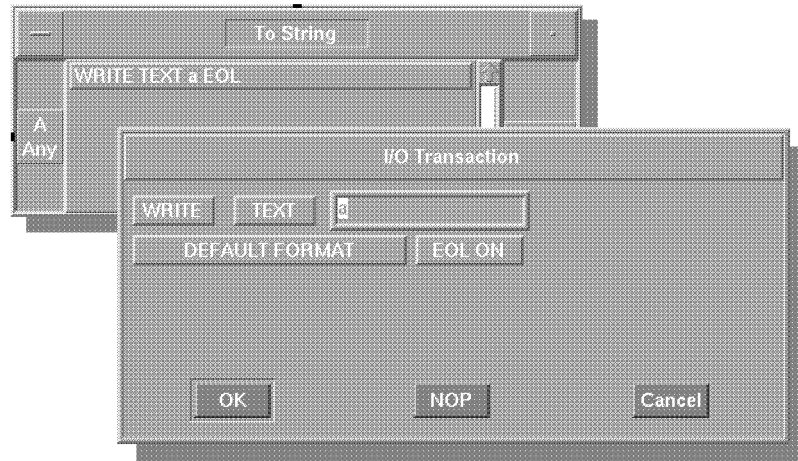 To String
WRITE TEXT a EOL
A
Any
I/O Transaction
WRITE TEXT a
DEFAULT FORMAT EOL ON
OK NOP Cancel